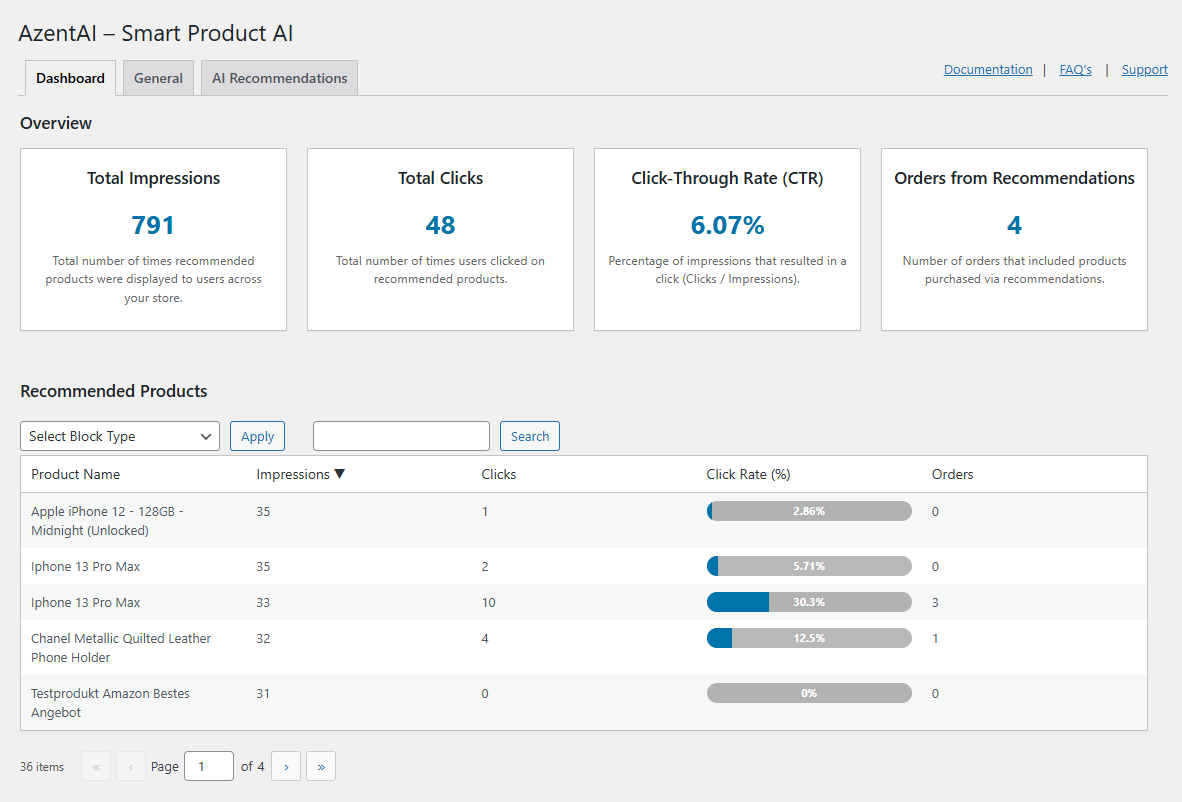 AzentAI – Smart Product AI
Dashboard General AI Recommendations Documentation | FAQ's | Support
Overview
Total Impressions
791
Total number of times recommended
products were displayed to users across
your store.
Total Clicks
48
Total number of times users clicked on
recommended products.
Click-Through Rate (CTR)
6.07%
Percentage of impressions that resulted in a
click (Clicks / Impressions).
Orders from Recommendations
4
Number of orders that included products
purchased via recommendations.
Recommended Products
Select Block Type Apply Search
Product Name Impressions ▼ Clicks Click Rate (%) Orders
Apple iPhone 12 - 128GB -
Midnight (Unlocked) 35 1 2.86% 0
Iphone 13 Pro Max 35 2 5.71% 0
Iphone 13 Pro Max 33 10 30.3% 3
Chanel Metallic Quilted Leather
Phone Holder 32 4 12.5% 1
Testprodukt Amazon Bestes
Angebot 31 0 0% 0
36 items « ‹ Page 1 of 4 › »